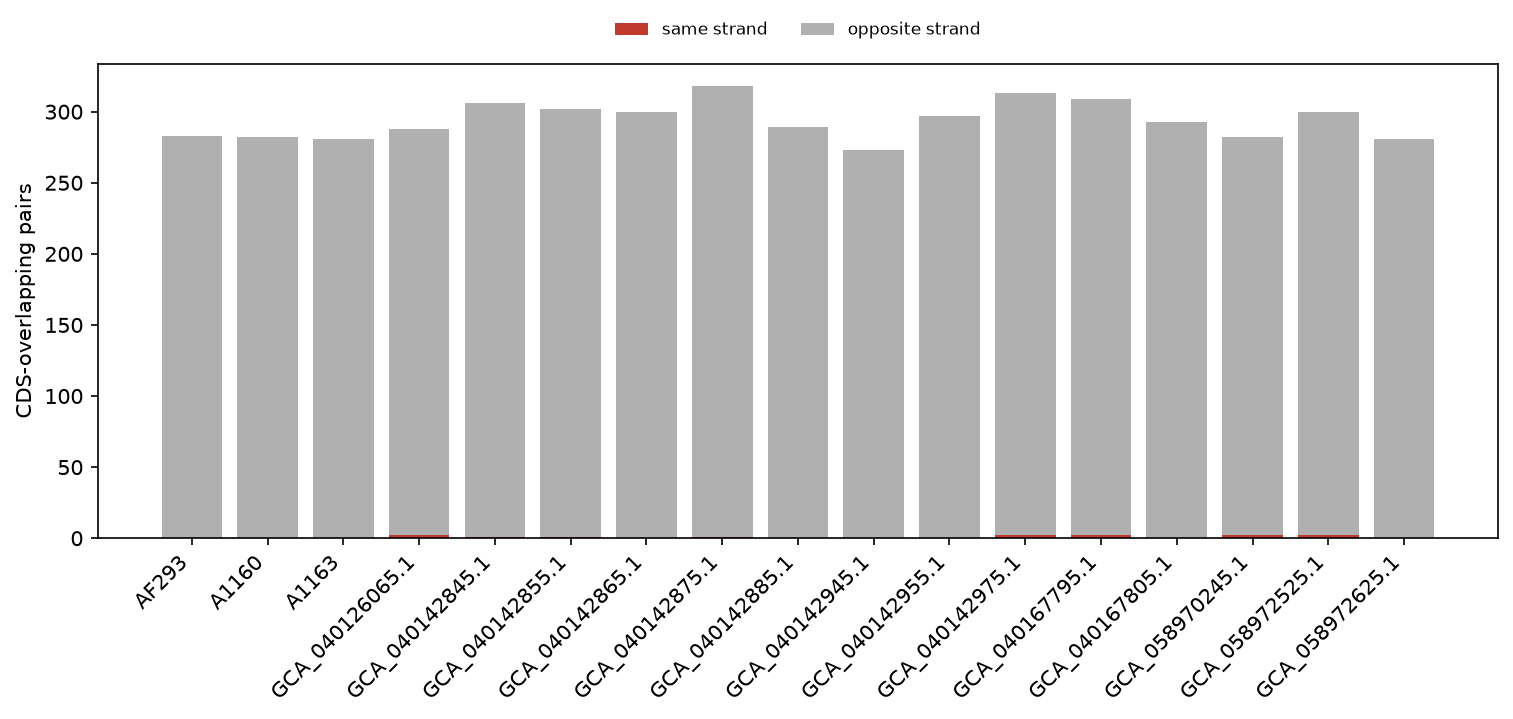 same strand
opposite strand
CDS-overlapping pairs
300
250
200
150
100
50
0
AF293
A1160
A1163
GCA_040126065.1
GCA_040142845.1
GCA_040142855.1
GCA_040142865.1
GCA_040142875.1
GCA_040142885.1
GCA_040142945.1
GCA_040142955.1
GCA_040142975.1
GCA_040167795.1
GCA_040167805.1
GCA_058970245.1
GCA_058972525.1
GCA_058972625.1